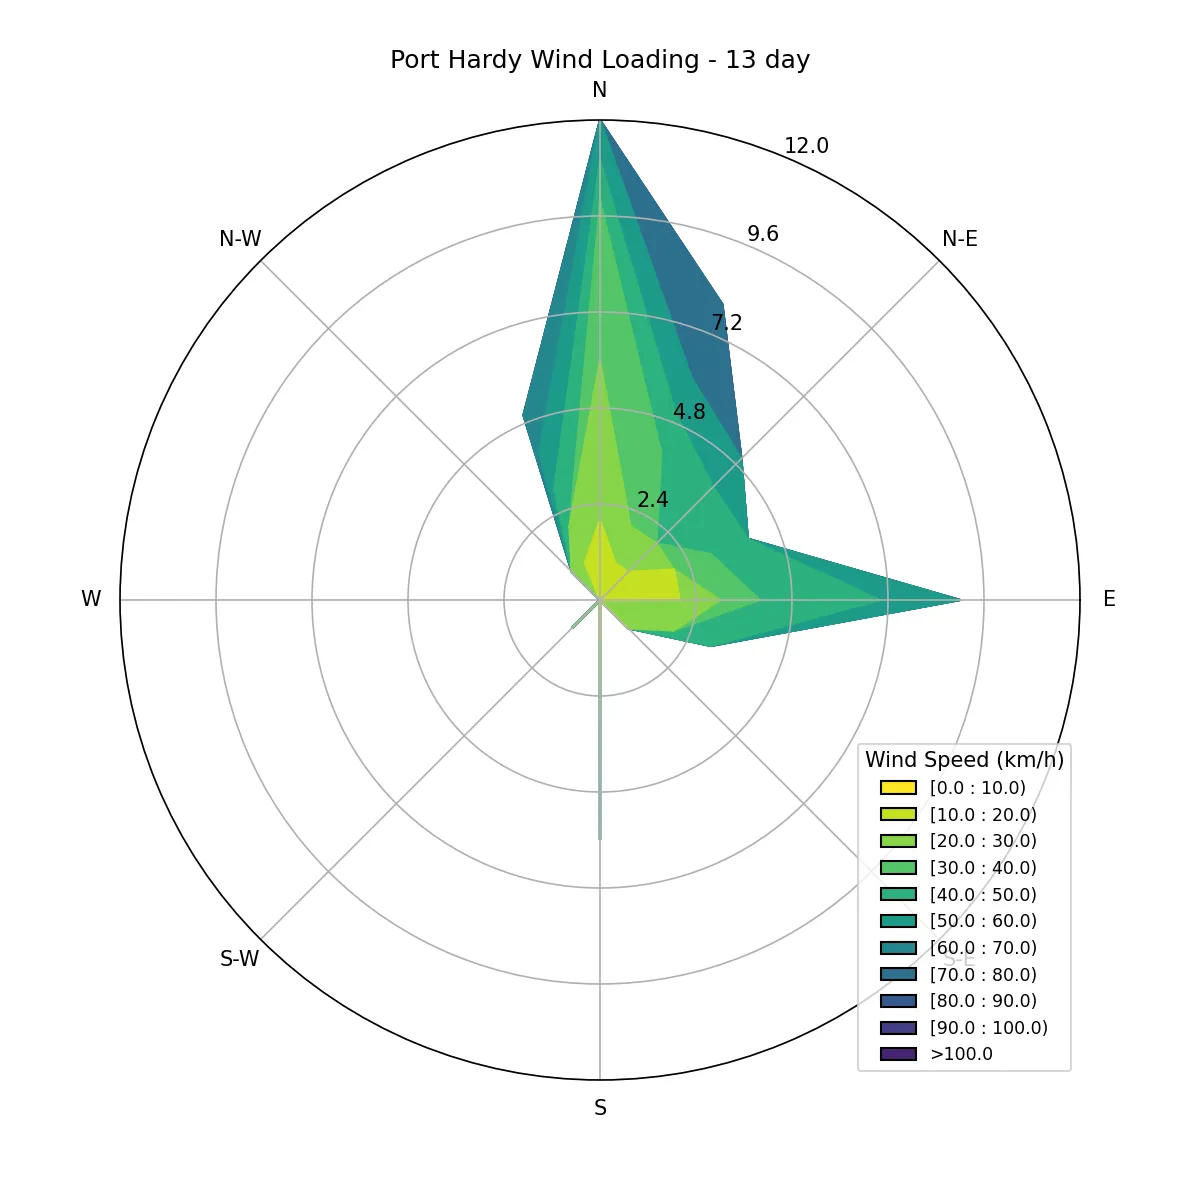 Port Hardy Wind Loading - 13 day
N
12.0
N-W
9.6
N-E
7.2
4.8
2.4
W
E
S-W
S-E
S
Wind Speed (km/h)
[0.0 : 10.0)
[10.0 : 20.0)
[20.0 : 30.0)
[30.0 : 40.0)
[40.0 : 50.0)
[50.0 : 60.0)
[60.0 : 70.0)
[70.0 : 80.0)
[80.0 : 90.0)
[90.0 : 100.0)
>100.0